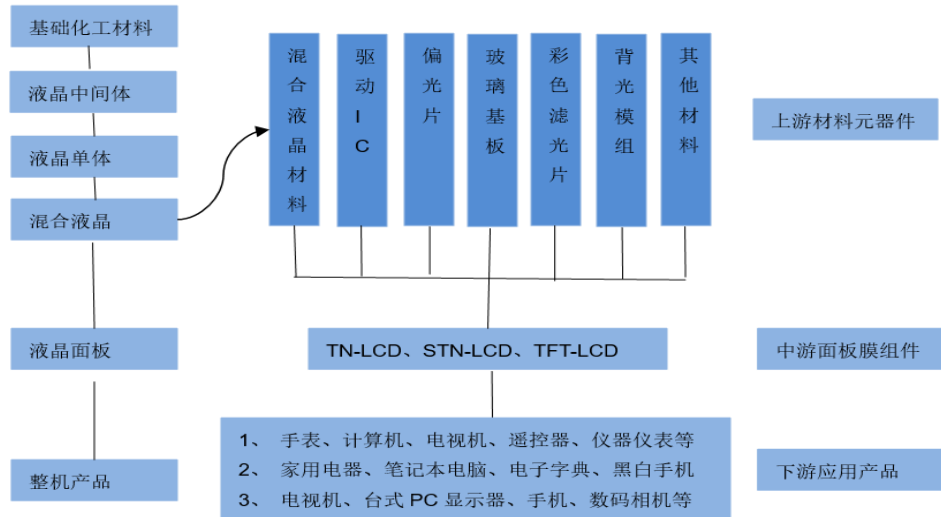 基础化工材料
液晶中间体
液晶单体
混合液晶
液晶面板
整机产品
混合液晶材料
驱动IC
偏光片
玻璃基板
彩色滤光片
背光模组
其他材料
TN-LCD、STN-LCD、TFT-LCD
1、 手表、计算机、电视机、遥控器、仪器仪表等
2、 家用电器、笔记本电脑、电子字典、黑白手机
3、 电视机、台式 PC 显示器、手机、数码相机等
上游材料元器件
中游面板膜组件
下游应用产品